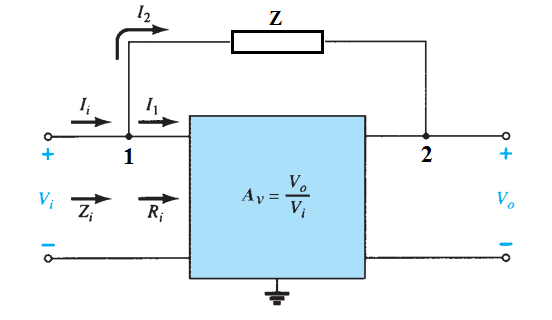 I₂
Z
Iᵢ
I₁
1
2
+
+
Vᵢ
Zᵢ
Rᵢ
Aᵥ = Vₒ / Vᵢ
Vₒ
−
−